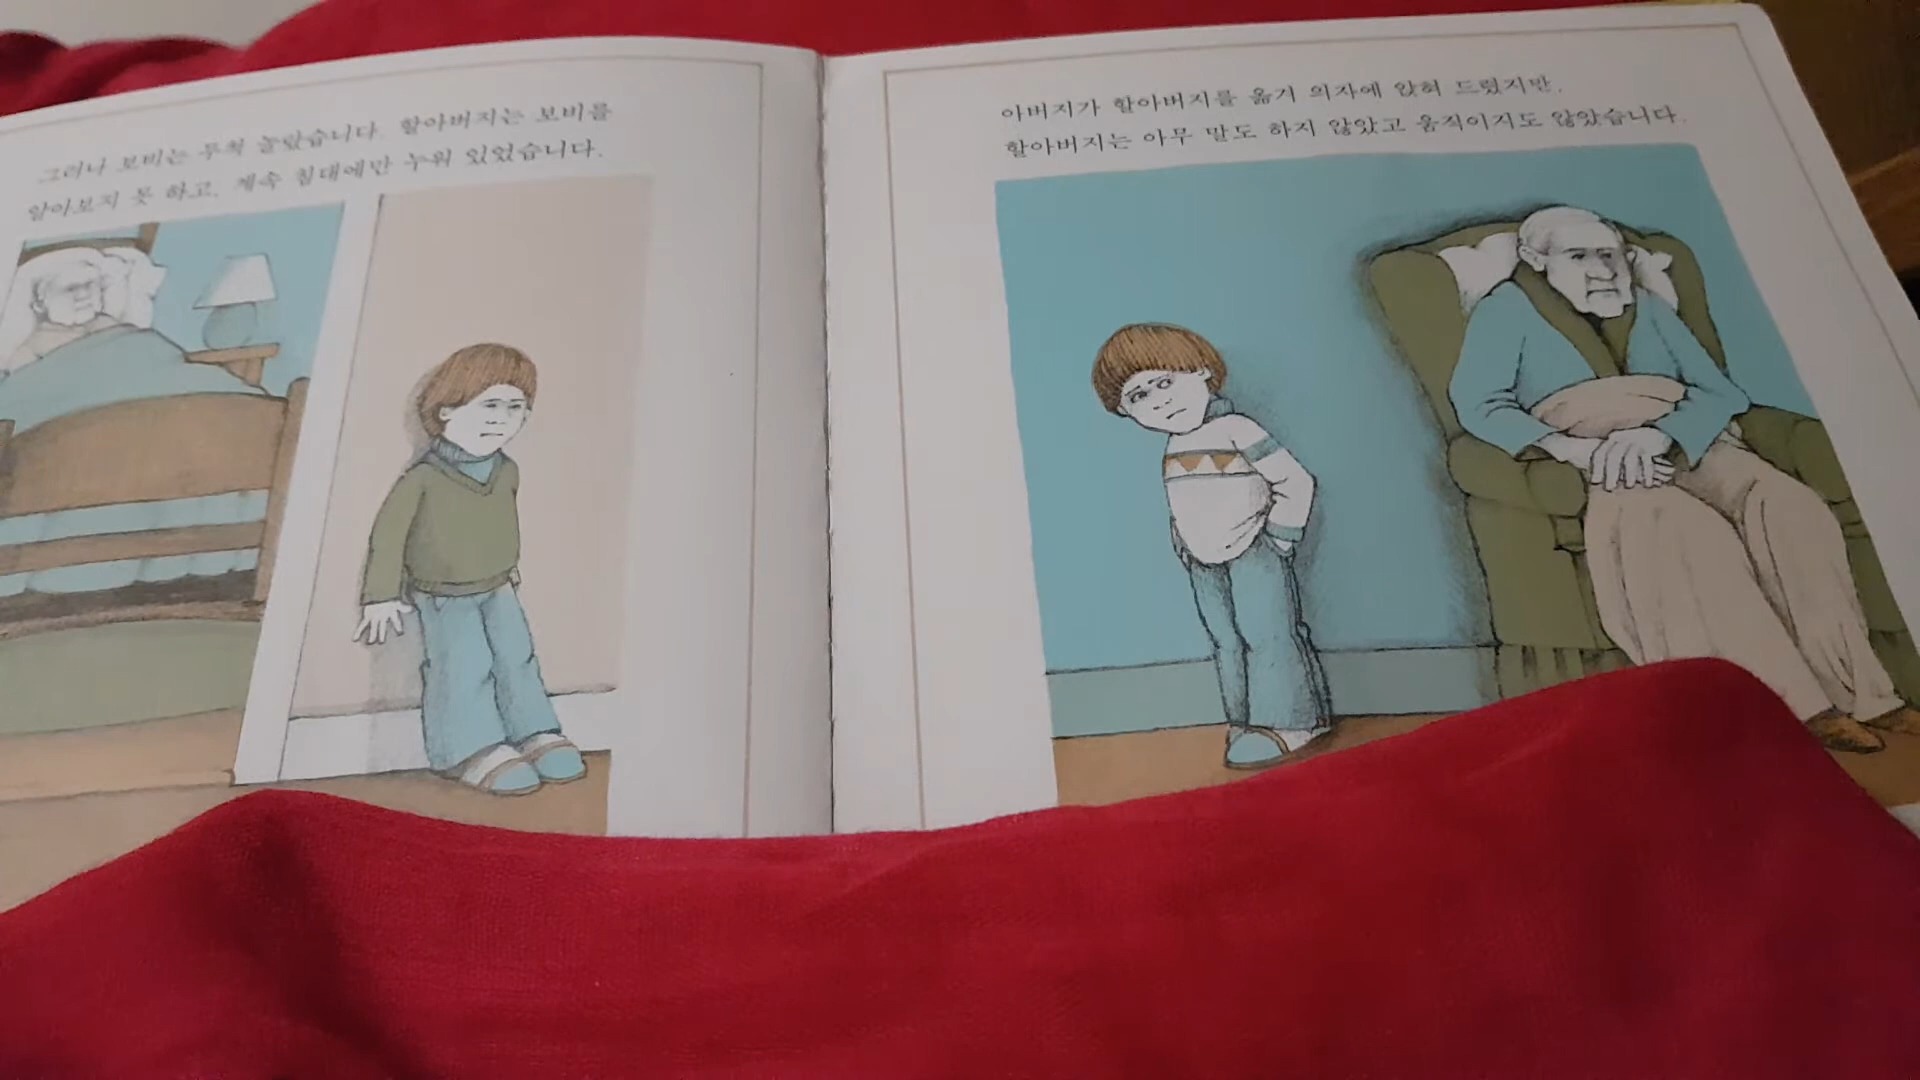 그러나 보비는 무척 놀랐습니다. 할아버지는 보비를
알아보지 못 하고, 계속 침대에만 누워 있었습니다.
아버지가 할아버지를 옮겨 의자에 앉혀 드렸지만,
할아버지는 아무 말도 하지 않았고 움직이지도 않았습니다.